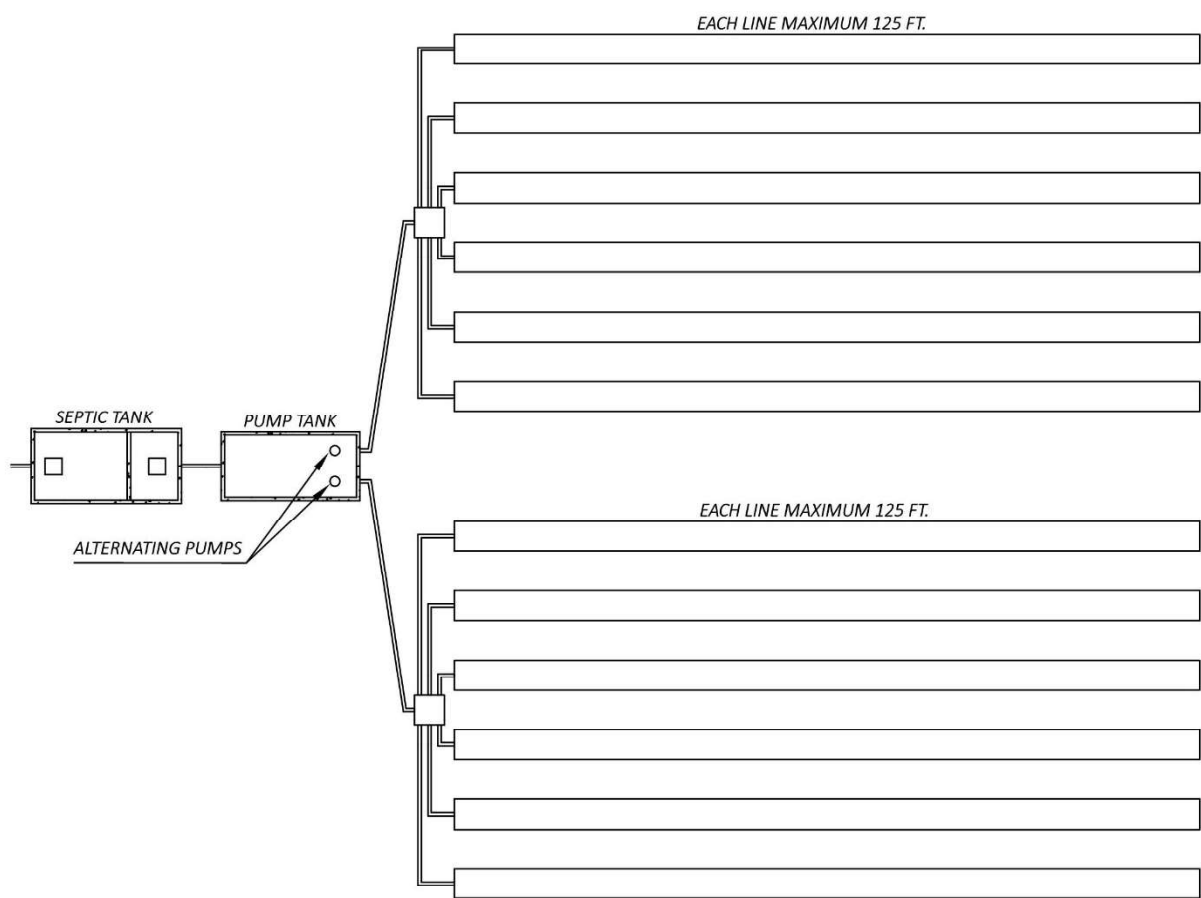 EACH LINE MAXIMUM 125 FT.
SEPTIC TANK
PUMP TANK
ALTERNATING PUMPS
EACH LINE MAXIMUM 125 FT.